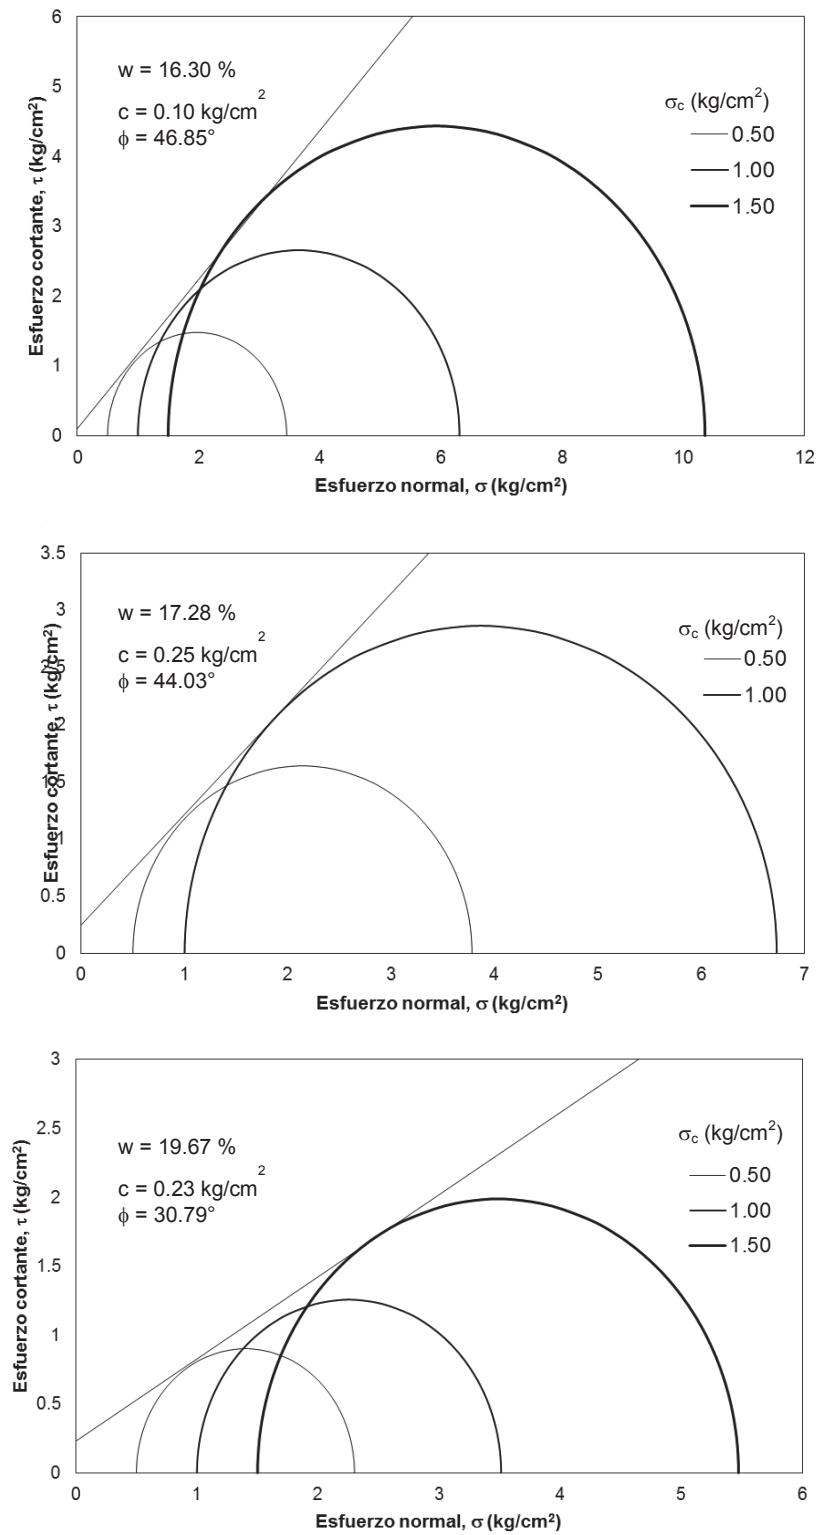 6
5
4
3
2
1
0
Esfuerzo cortante, τ (kg/cm²)
w = 16.30 %
c = 0.10 kg/cm²
ϕ = 46.85°
σc (kg/cm²)
0.50
1.00
1.50
0 2 4 6 8 10 12
Esfuerzo normal, σ (kg/cm²)
3.5
3
2.5
2
1.5
1
0.5
0
Esfuerzo cortante, τ (kg/cm²)
w = 17.28 %
c = 0.25 kg/cm²
ϕ = 44.03°
σc (kg/cm²)
0.50
1.00
0 1 2 3 4 5 6 7
Esfuerzo normal, σ (kg/cm²)
3
2.5
2
1.5
1
0.5
0
Esfuerzo cortante, τ (kg/cm²)
w = 19.67 %
c = 0.23 kg/cm²
ϕ = 30.79°
σc (kg/cm²)
0.50
1.00
1.50
0 1 2 3 4 5 6
Esfuerzo normal, σ (kg/cm²)